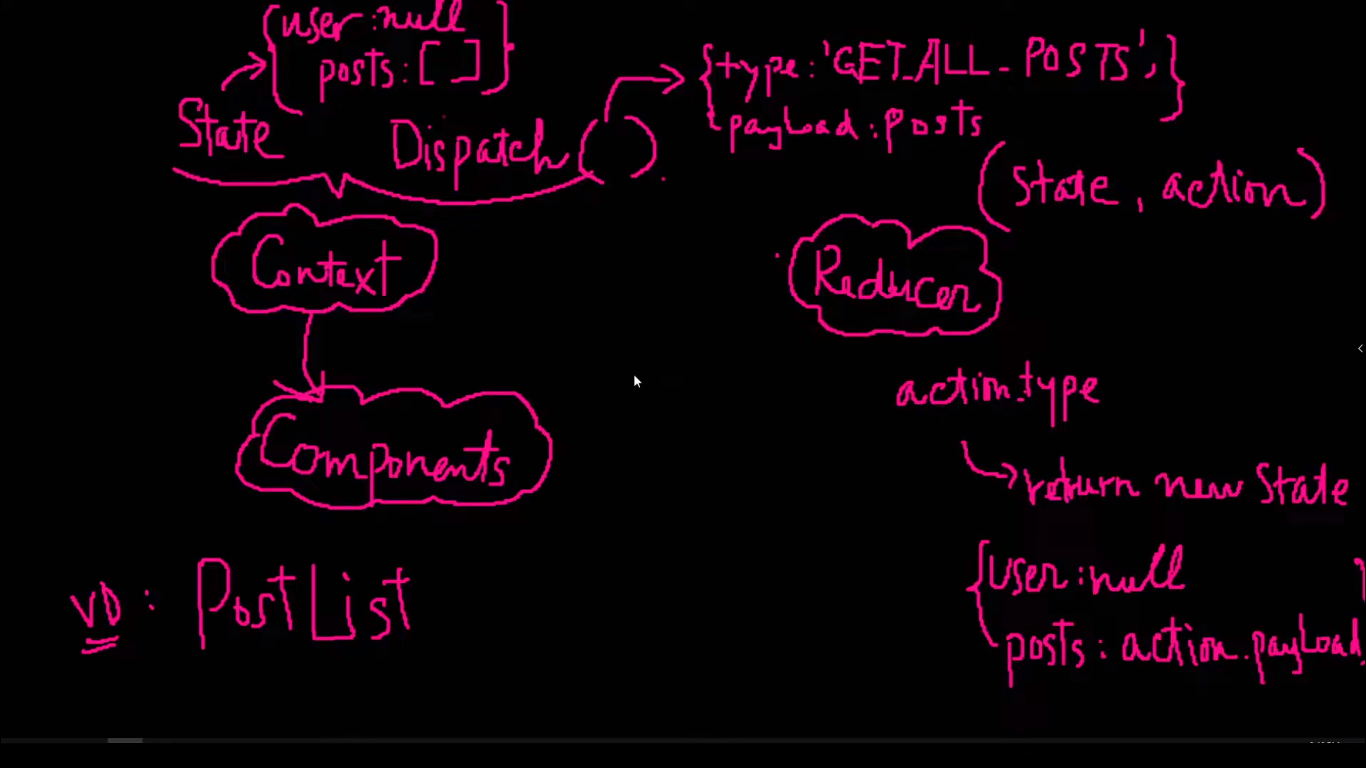 {user:null
posts:[ ]}
State
Dispatch ( )
{type:'GET_ALL_POSTS',
payload:posts}
(State, action)
Context
Reducer
Components
action.type
return new State
{user:null
posts:action.payload}
VD: PostList